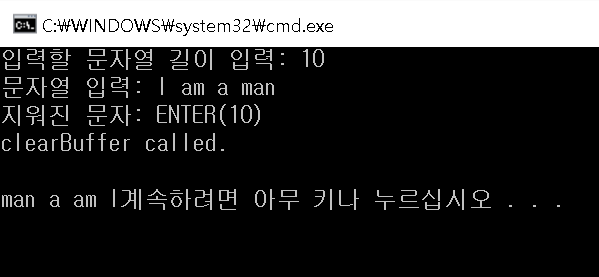 C:₩WINDOWS₩system32₩cmd.exe
입력할 문자열 길이 입력: 10
문자열 입력: I am a man
지워진 문자: ENTER(10)
clearBuffer called.
man a am I계속하려면 아무 키나 누르십시오 . . .